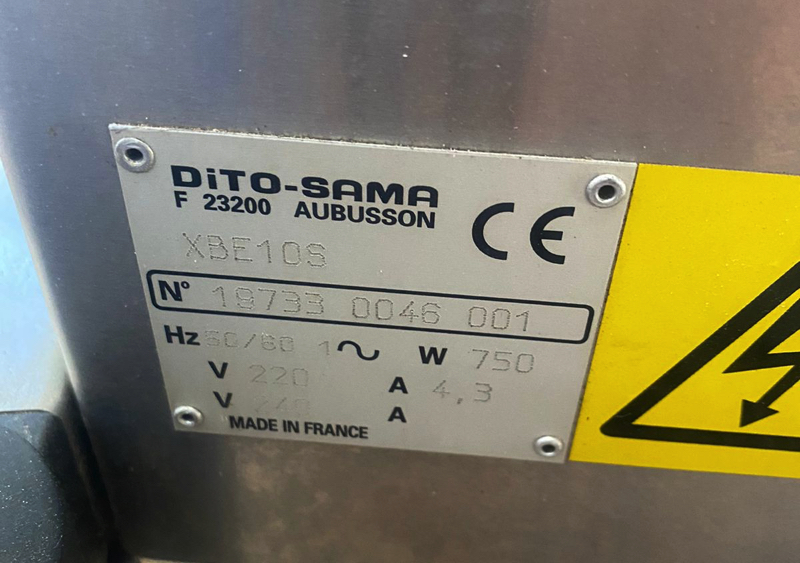 DiTO-SAMA
F 23200 AUBUSSON
CE
XBE10S
N° 19733 0046 001
Hz 50/60 1~ W 750
V 220 A 4,3
V 240 A
MADE IN FRANCE